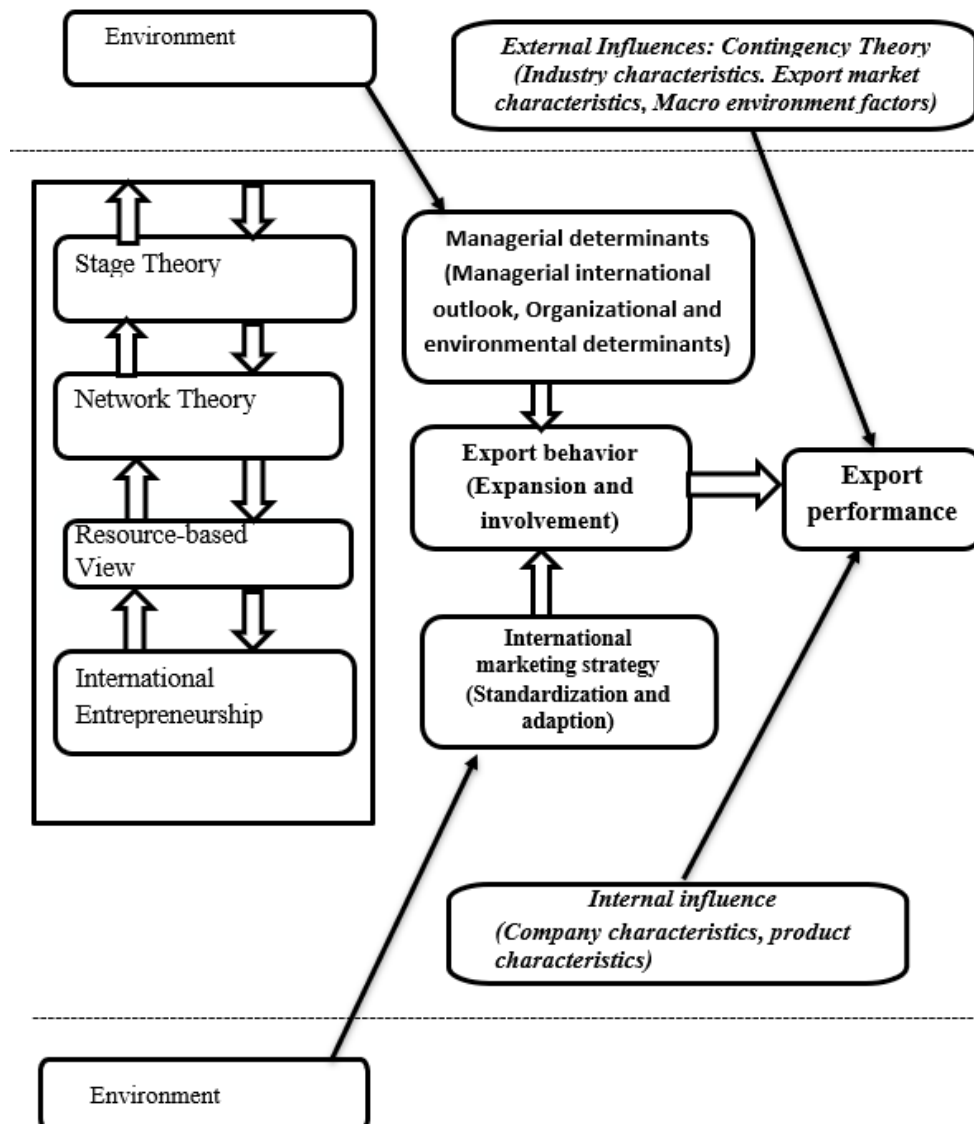 Environment
External Influences: Contingency Theory
(Industry characteristics. Export market
characteristics, Macro environment factors)
Stage Theory
Network Theory
Resource-based
View
International
Entrepreneurship
Managerial determinants
(Managerial international
outlook, Organizational and
environmental determinants)
Export behavior
(Expansion and
involvement)
Export
performance
International
marketing strategy
(Standardization and
adaption)
Internal influence
(Company characteristics, product
characteristics)
Environment